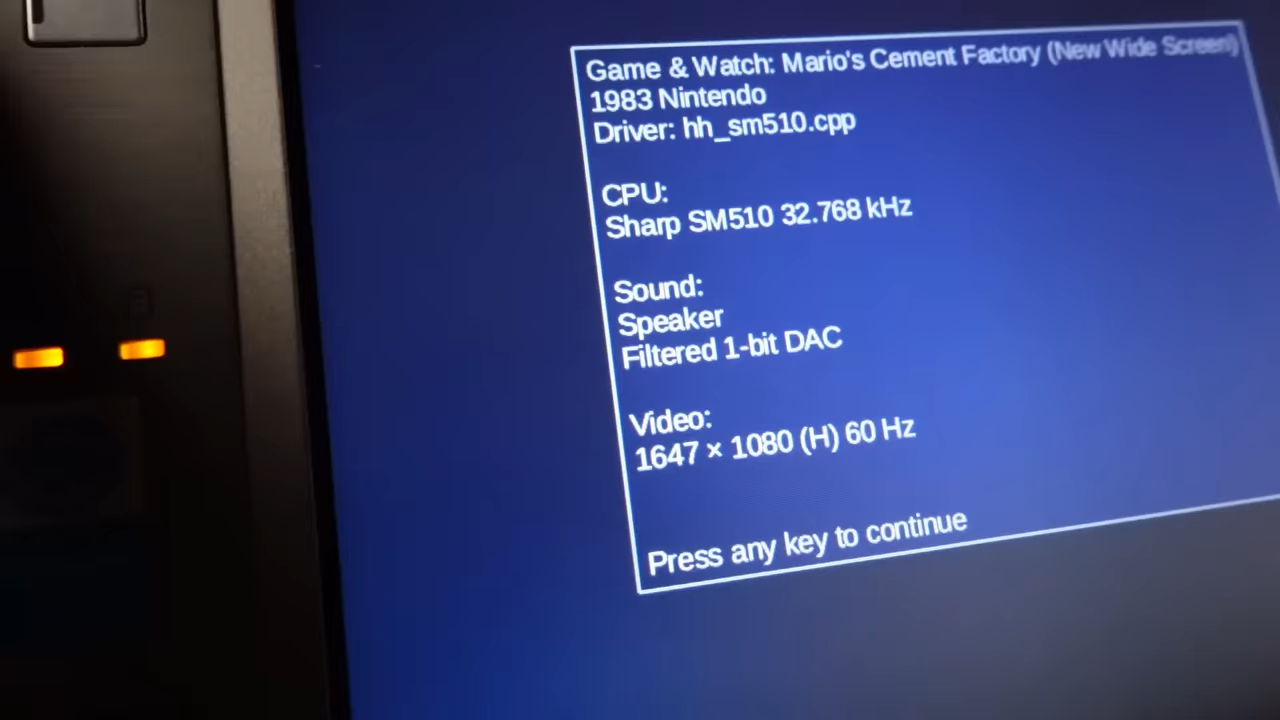 Game & Watch: Mario's Cement Factory (New Wide Screen)
1983 Nintendo
Driver: hh_sm510.cpp
CPU:
Sharp SM510 32.768 kHz
Sound:
Speaker
Filtered 1-bit DAC
Video:
1647 × 1080 (H) 60 Hz
Press any key to continue